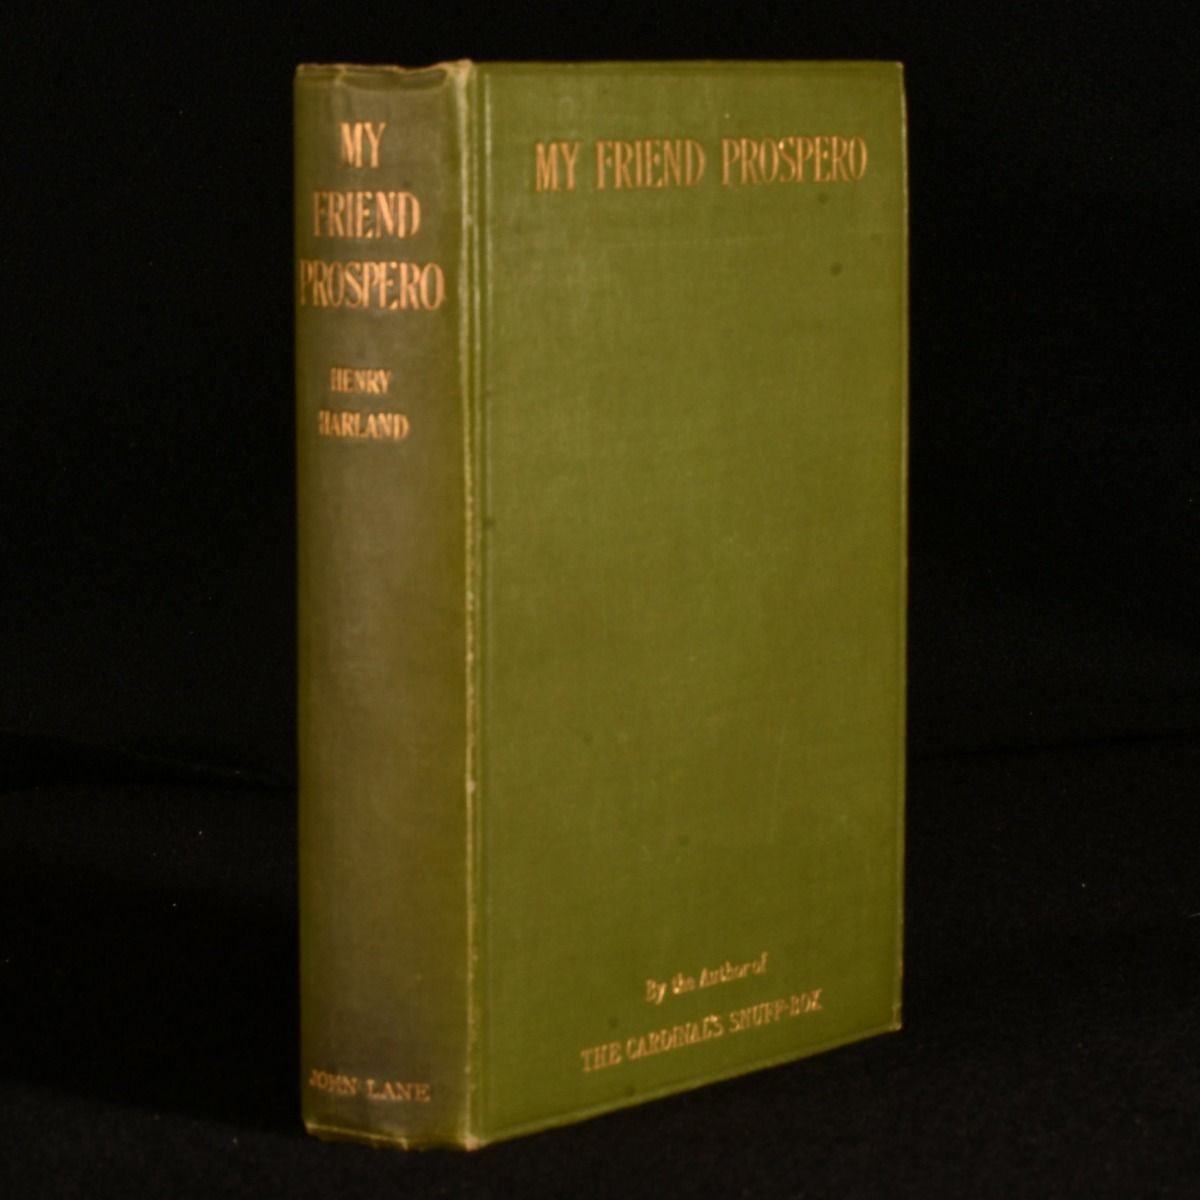 MY
FRIEND
PROSPERO
HENRY
HARLAND
JOHN LANE
MY FRIEND PROSPERO
By the Author of
THE CARDINAL'S SNUFF-BOX